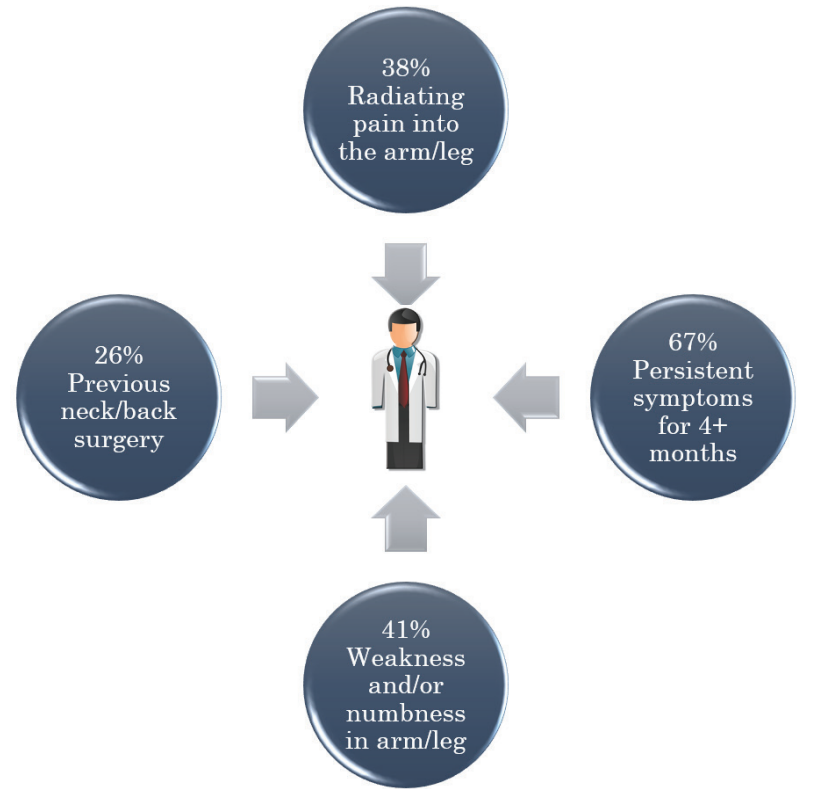 38%
Radiating
pain into
the arm/leg
26%
Previous
neck/back
surgery
67%
Persistent
symptoms
for 4+
months
41%
Weakness
and/or
numbness
in arm/leg